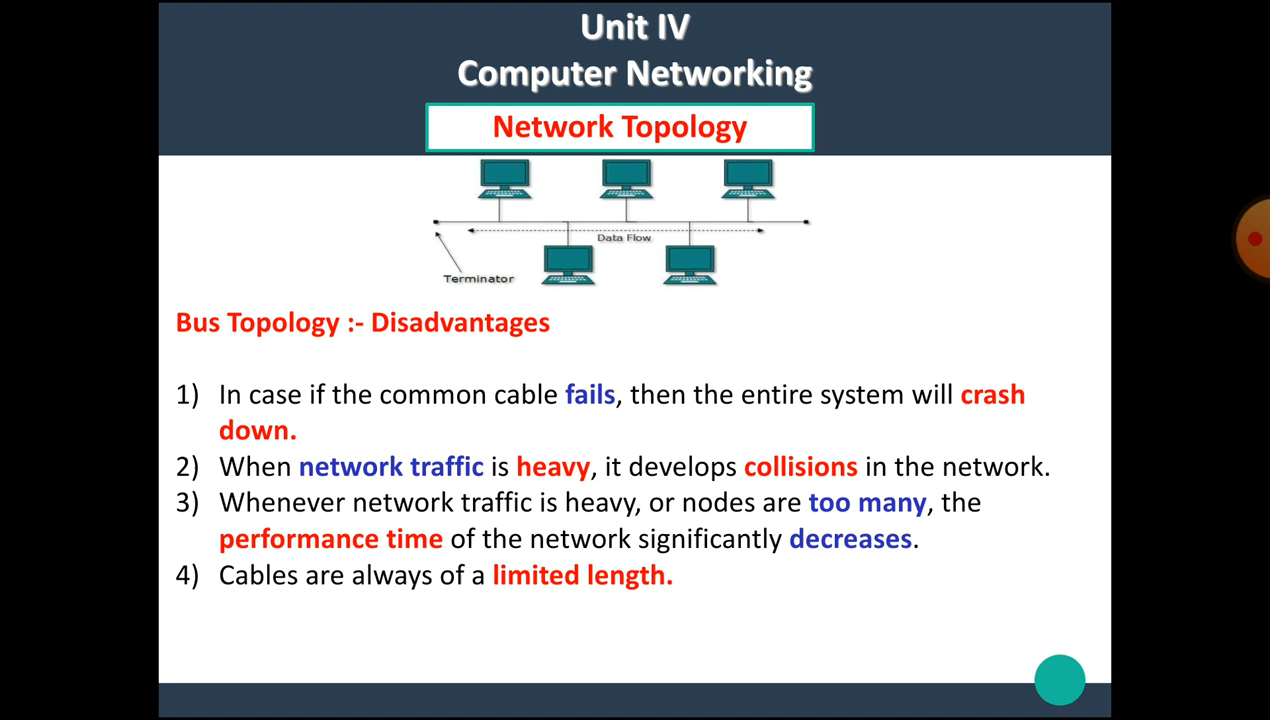 Unit IV
Computer Networking
Network Topology
Data Flow
Terminator
Bus Topology :- Disadvantages
1) In case if the common cable fails, then the entire system will crash
down.
2) When network traffic is heavy, it develops collisions in the network.
3) Whenever network traffic is heavy, or nodes are too many, the
performance time of the network significantly decreases.
4) Cables are always of a limited length.